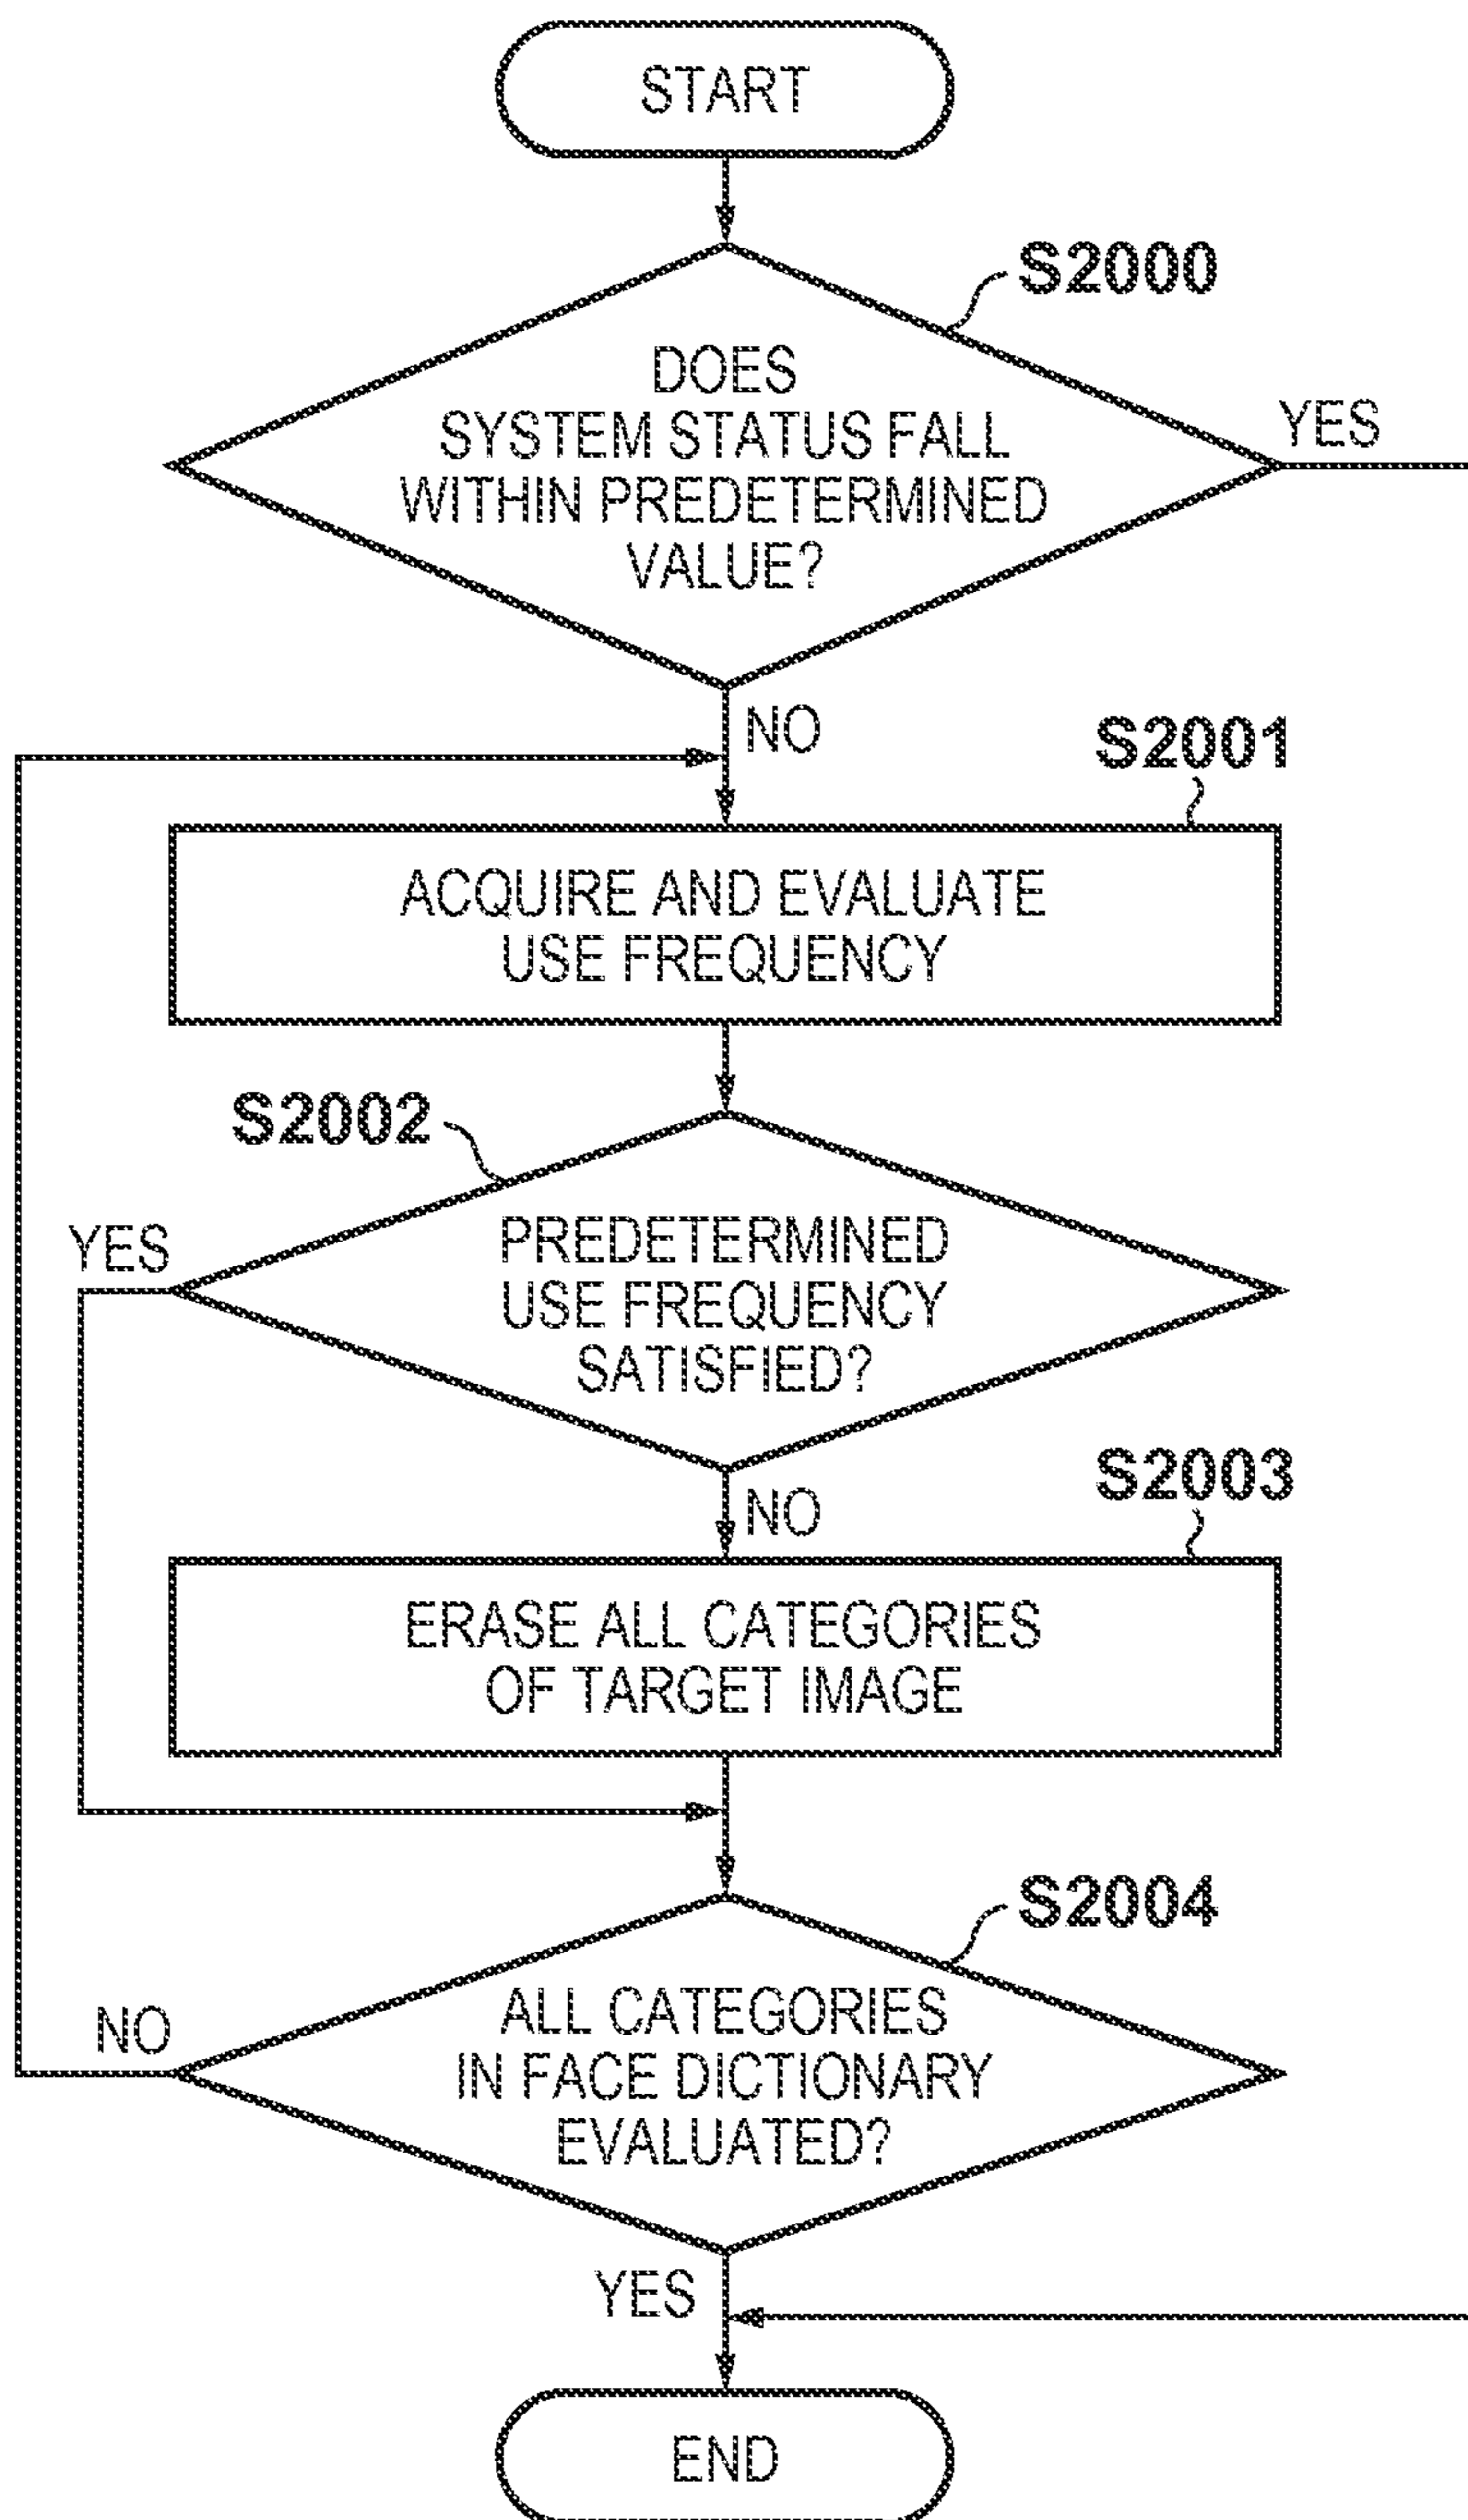 START
S2000
DOES
SYSTEM STATUS FALL
WITHIN PREDETERMINED
VALUE?
YES
NO
S2001
ACQUIRE AND EVALUATE
USE FREQUENCY
S2002
YES
PREDETERMINED
USE FREQUENCY
SATISFIED?
NO
S2003
ERASE ALL CATEGORIES
OF TARGET IMAGE
S2004
NO
ALL CATEGORIES
IN FACE DICTIONARY
EVALUATED?
YES
END